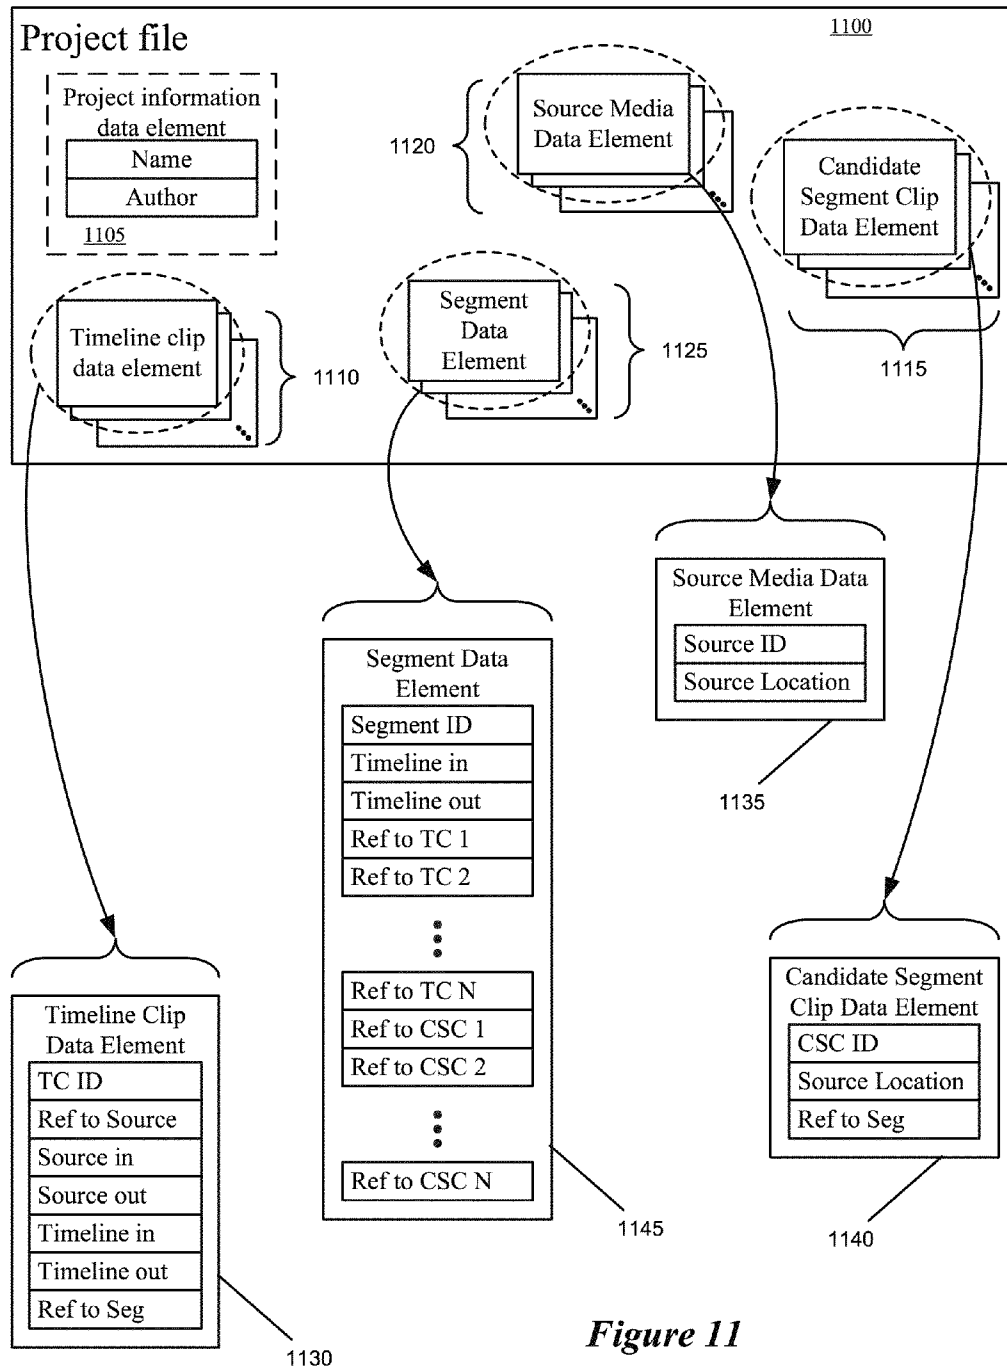 1100
Project file
Project information
data element
Name
Author
1105
1120
Source Media
Data Element
Candidate
Segment Clip
Data Element
1115
Timeline clip
data element
1110
Segment
Data
Element
1125
Source Media Data
Element
Source ID
Source Location
1135
Segment Data
Element
Segment ID
Timeline in
Timeline out
Ref to TC 1
Ref to TC 2
Ref to TC N
Ref to CSC 1
Ref to CSC 2
Ref to CSC N
1145
Candidate Segment
Clip Data Element
CSC ID
Source Location
Ref to Seg
1140
Timeline Clip
Data Element
TC ID
Ref to Source
Source in
Source out
Timeline in
Timeline out
Ref to Seg
1130
Figure 11